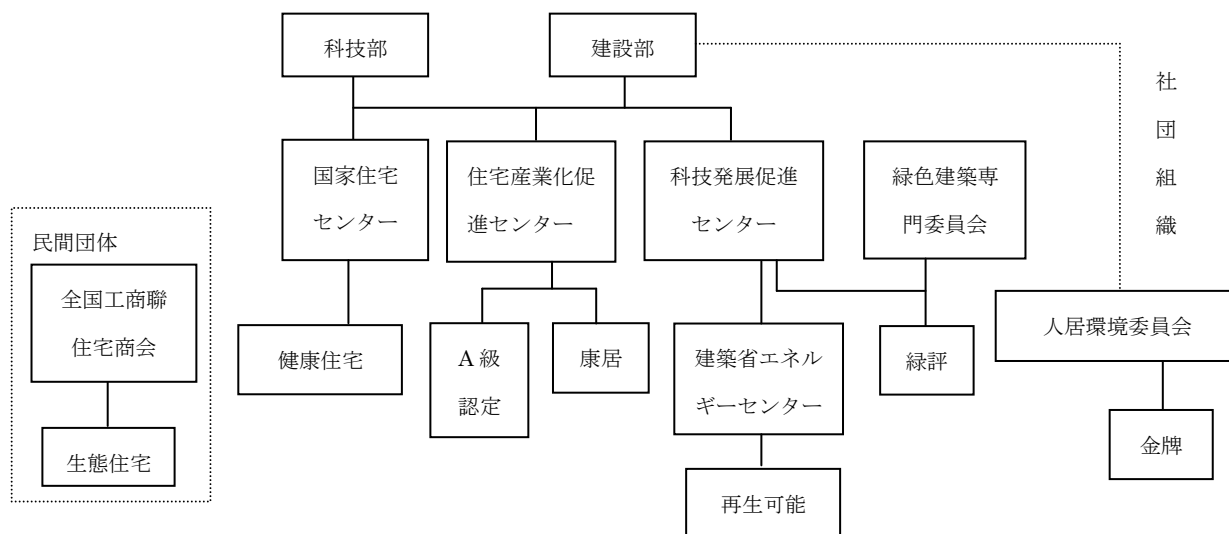 科技部
建設部
社団組織
国家住宅
センター
住宅産業化促
進センター
科技発展促進
センター
緑色建築専
門委員会
民間団体
全国工商聯
住宅商会
生態住宅
健康住宅
A級
認定
康居
建築省エネル
ギーセンター
緑評
人居環境委員会
金牌
再生可能